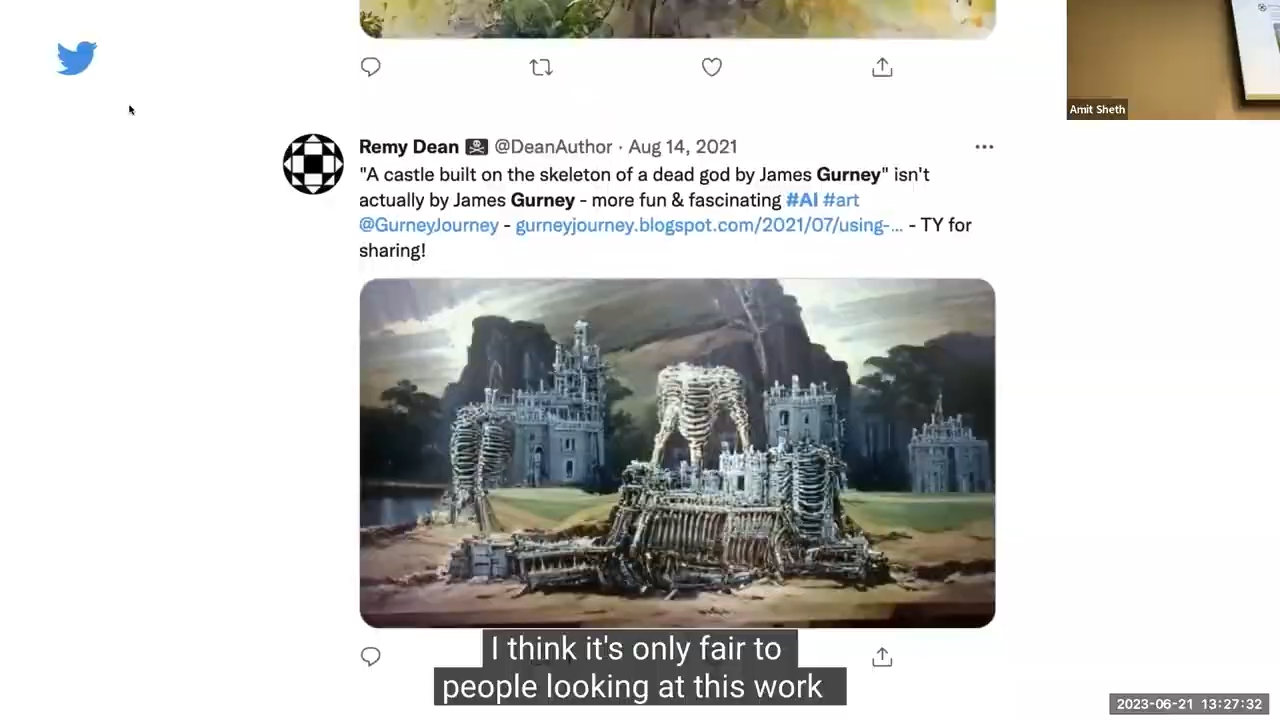 Amit Sheth
Remy Dean @DeanAuthor · Aug 14, 2021
"A castle built on the skeleton of a dead god by James Gurney" isn't
actually by James Gurney - more fun & fascinating #AI #art
@GurneyJourney - gurneyjourney.blogspot.com/2021/07/using-... - TY for
sharing!
I think it's only fair to
people looking at this work
2023-06-21 13:27:32